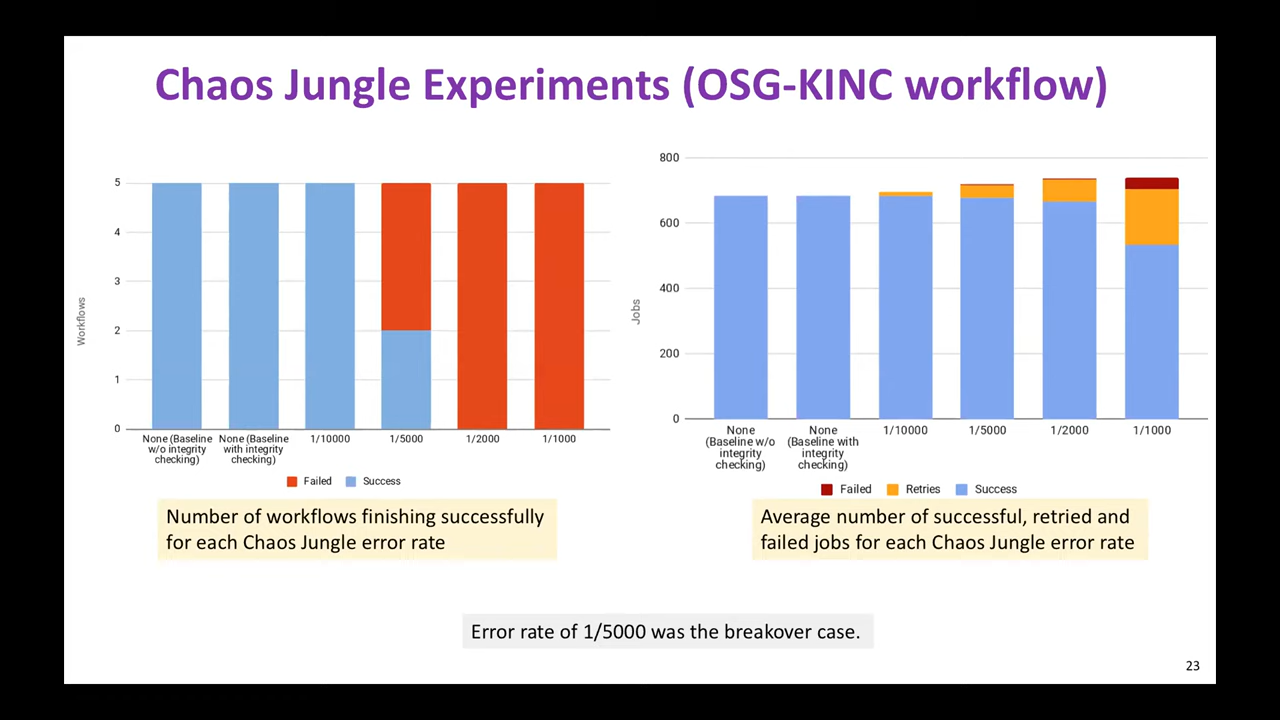 Chaos Jungle Experiments (OSG-KINC workflow)
5
4
3
2
1
0
Workflows
None (Baseline
w/o integrity
checking)
None (Baseline
with integrity
checking)
1/10000
1/5000
1/2000
1/1000
Failed
Success
Number of workflows finishing successfully
for each Chaos Jungle error rate
800
600
400
200
0
Jobs
None
(Baseline w/o
integrity
checking)
None
(Baseline with
integrity
checking)
1/10000
1/5000
1/2000
1/1000
Failed
Retries
Success
Average number of successful, retried and
failed jobs for each Chaos Jungle error rate
Error rate of 1/5000 was the breakover case.
23